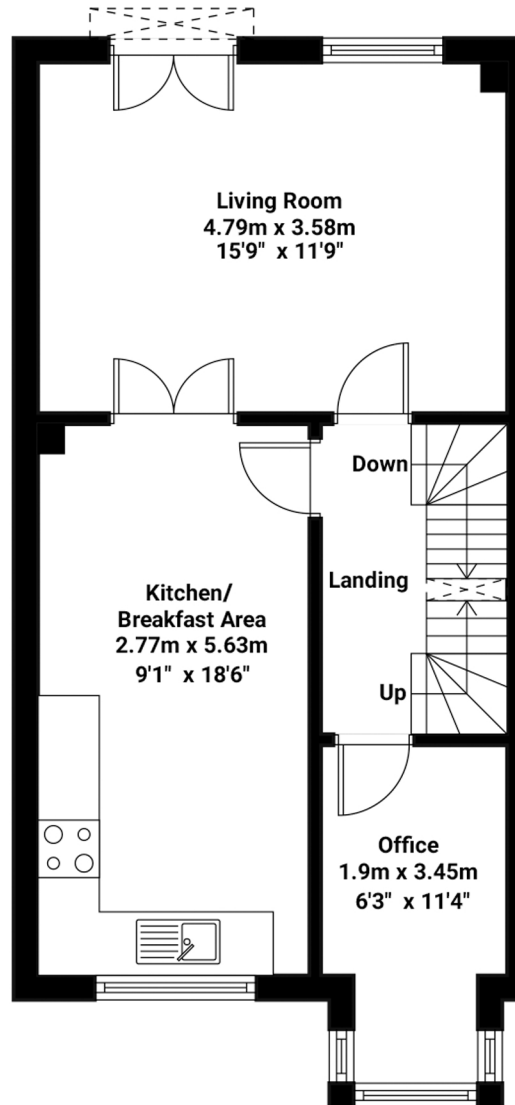 Living Room
4.79m x 3.58m
15'9" x 11'9"
Down
Landing
Kitchen/
Breakfast Area
2.77m x 5.63m
9'1" x 18'6"
Up
Office
1.9m x 3.45m
6'3" x 11'4"